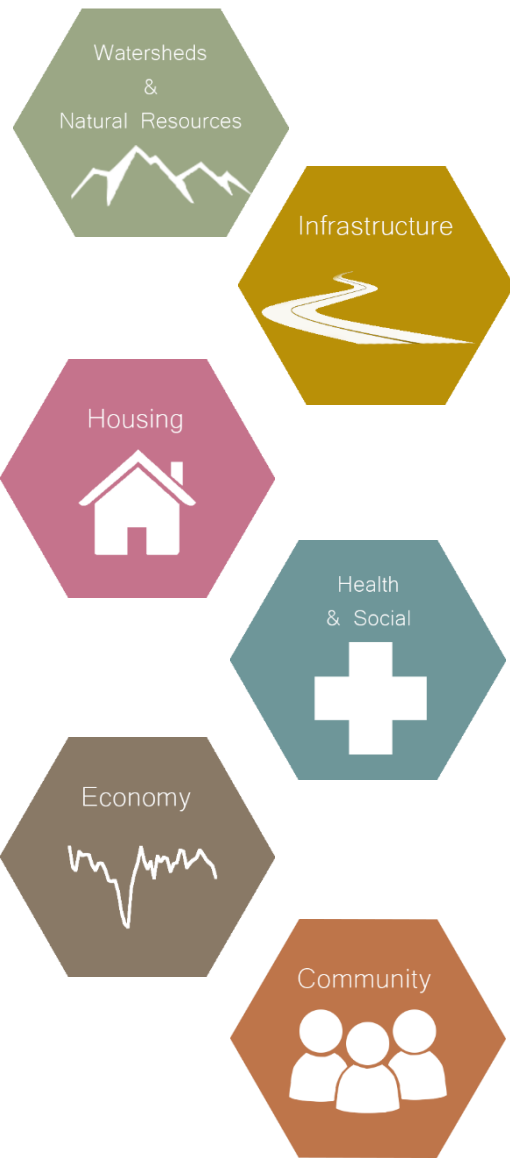 Watersheds
&
Natural Resources
Infrastructure
Housing
Health
& Social
Economy
Community